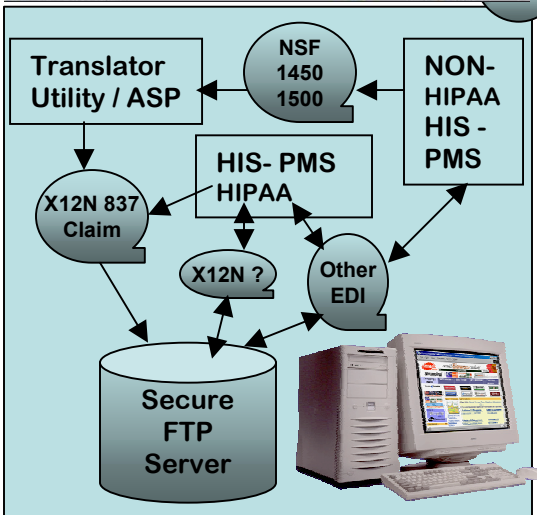 Translator
Utility / ASP
NSF
1450
1500
NON-
HIPAA
HIS -
PMS
HIS- PMS
HIPAA
X12N 837
Claim
X12N ?
Other
EDI
Secure
FTP
Server